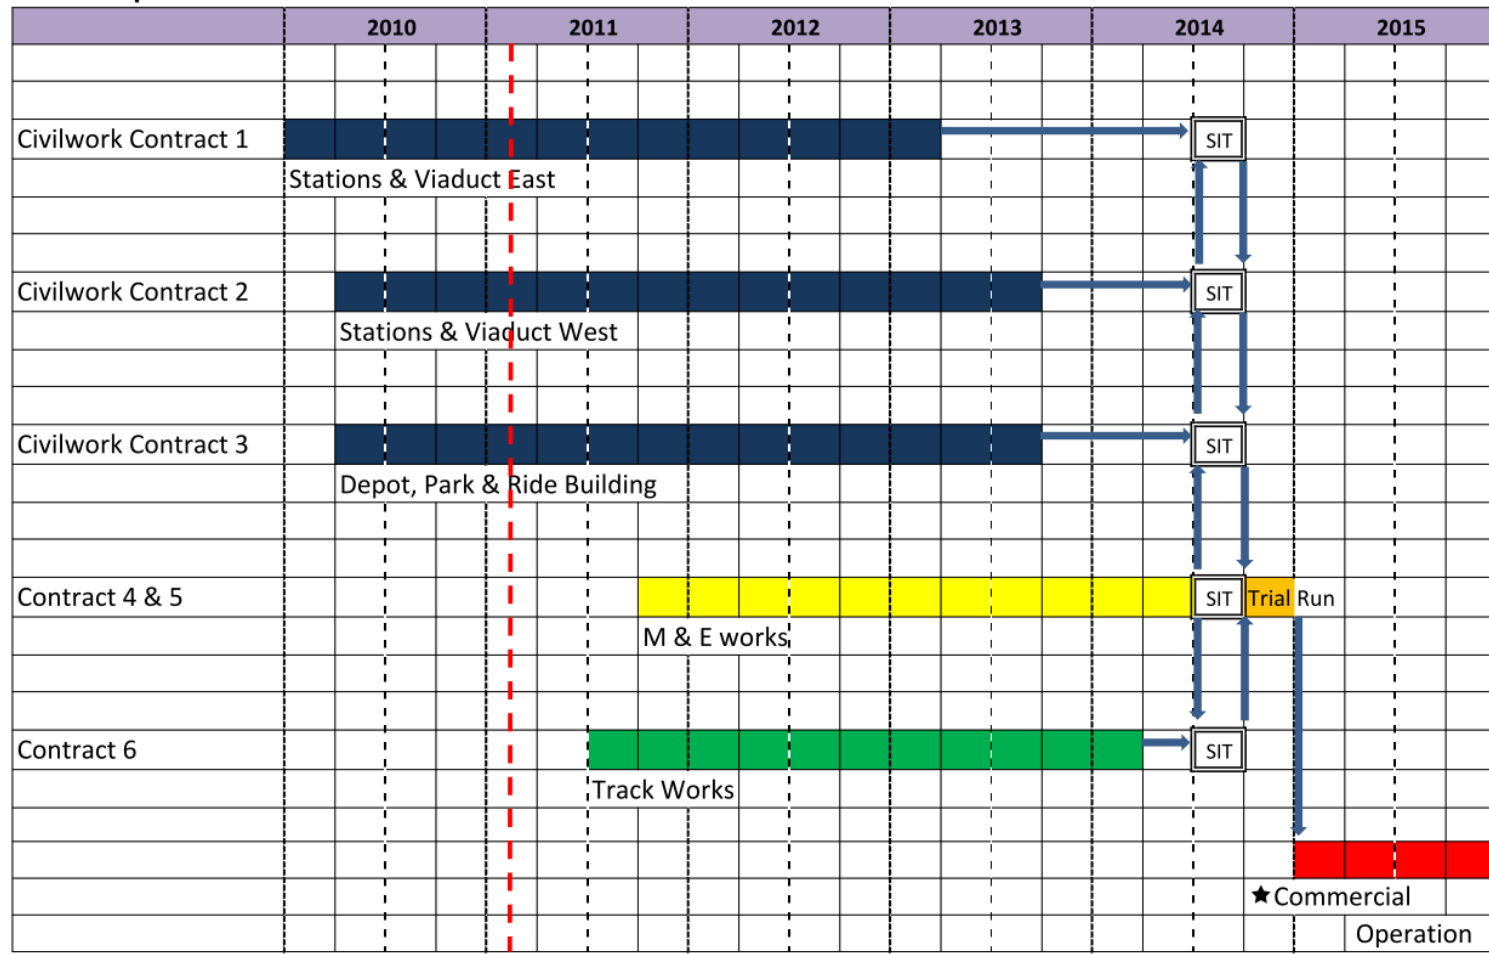 2010 2011 2012 2013 2014 2015
Civilwork Contract 1 SIT
Stations & Viaduct East
Civilwork Contract 2 SIT
Stations & Viaduct West
Civilwork Contract 3 SIT
Depot, Park & Ride Building
Contract 4 & 5 SIT Trial Run
M & E works
Contract 6 SIT
Track Works
★Commercial
Operation